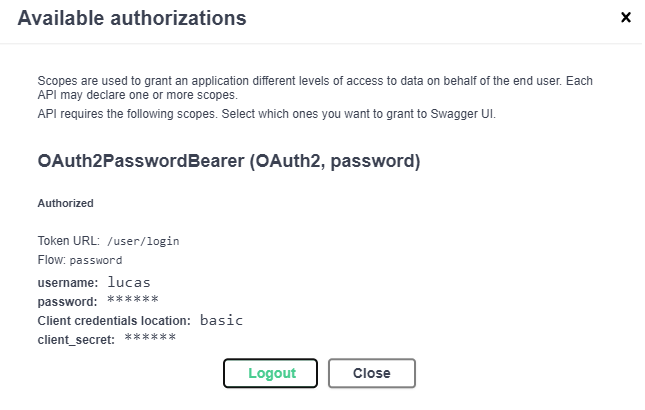 Available authorizations
×
Scopes are used to grant an application different levels of access to data on behalf of the end user. Each
API may declare one or more scopes.
API requires the following scopes. Select which ones you want to grant to Swagger UI.
OAuth2PasswordBearer (OAuth2, password)
Authorized
Token URL: /user/login
Flow: password
username: lucas
password: ******
Client credentials location: basic
client_secret: ******
Logout Close